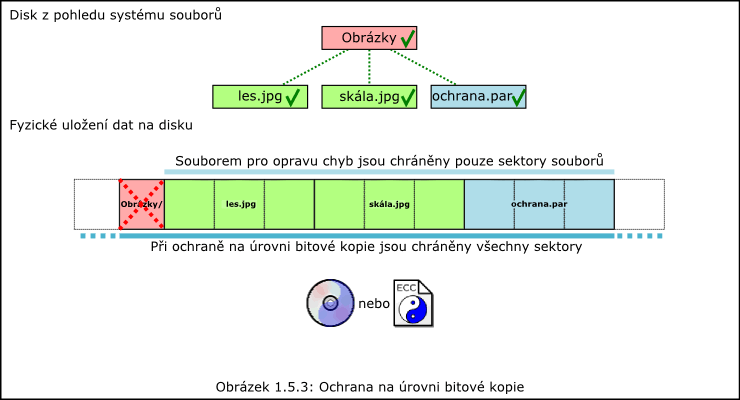 Disk z pohledu systému souborů
Obrázky
les.jpg
skála.jpg
ochrana.par
Fyzické uložení dat na disku
Souborem pro opravu chyb jsou chráněny pouze sektory souborů
Obrázky/
les.jpg
skála.jpg
ochrana.par
Při ochraně na úrovni bitové kopie jsou chráněny všechny sektory
nebo
ECC
Obrázek 1.5.3: Ochrana na úrovni bitové kopie